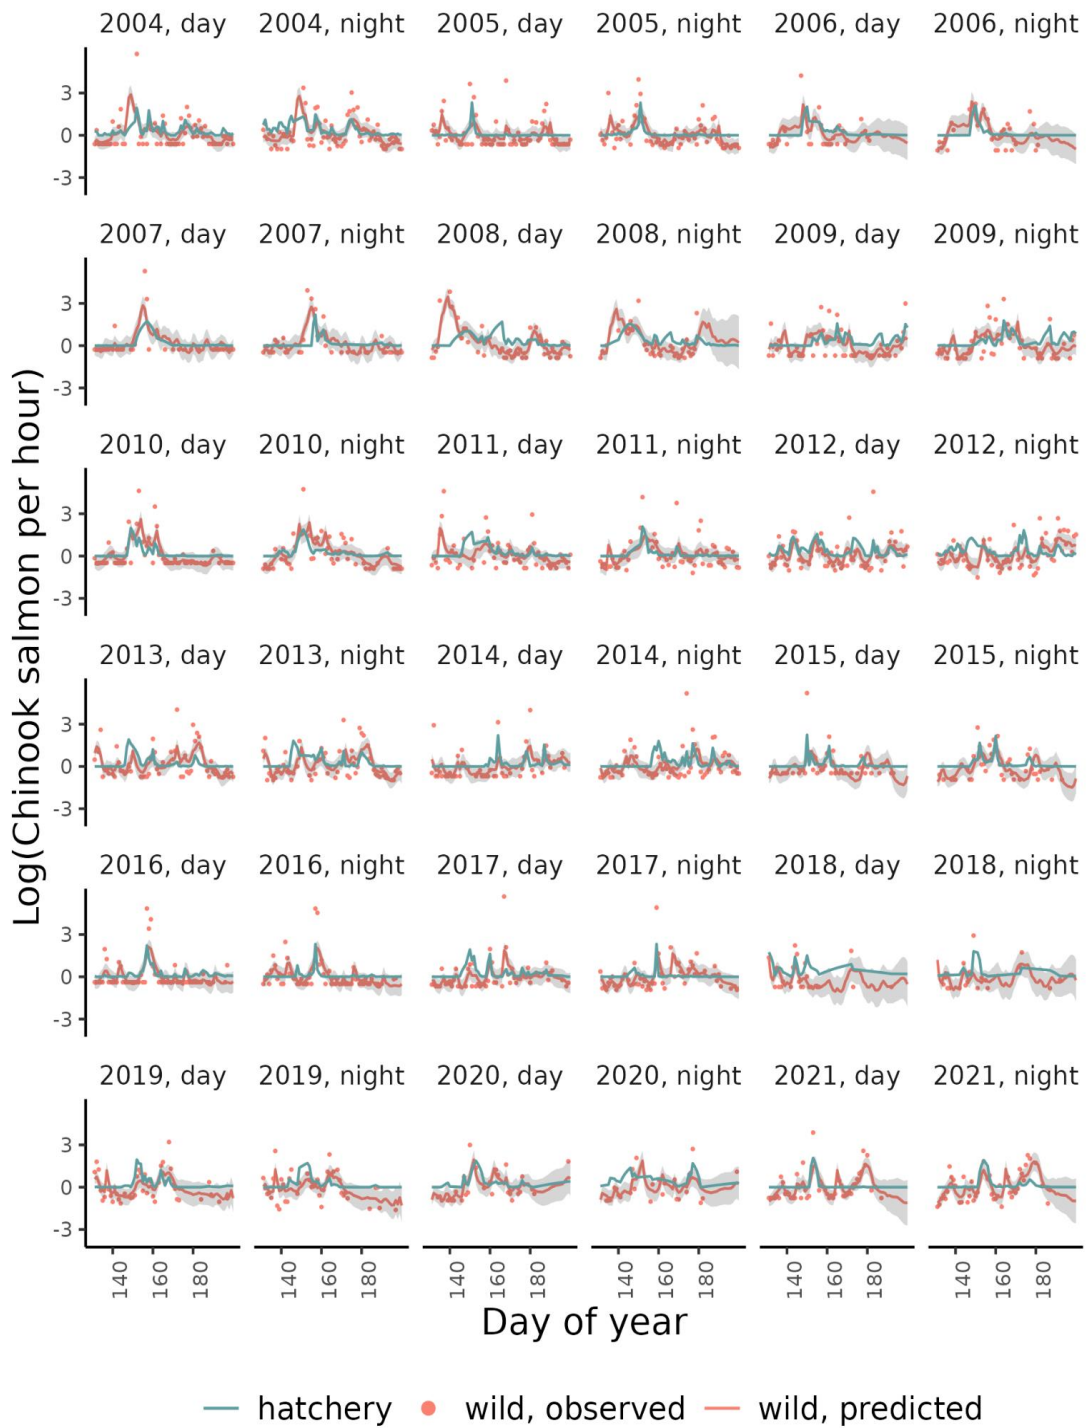 2004, day 2004, night 2005, day 2005, night 2006, day 2006, night
3
0
-3
2007, day 2007, night 2008, day 2008, night 2009, day 2009, night
3
0
-3
2010, day 2010, night 2011, day 2011, night 2012, day 2012, night
3
0
-3
2013, day 2013, night 2014, day 2014, night 2015, day 2015, night
3
0
-3
2016, day 2016, night 2017, day 2017, night 2018, day 2018, night
3
0
-3
2019, day 2019, night 2020, day 2020, night 2021, day 2021, night
3
0
-3
Log(Chinook salmon per hour)
140 160 180 140 160 180 140 160 180 140 160 180 140 160 180 140 160 180
Day of year
hatchery wild, observed wild, predicted